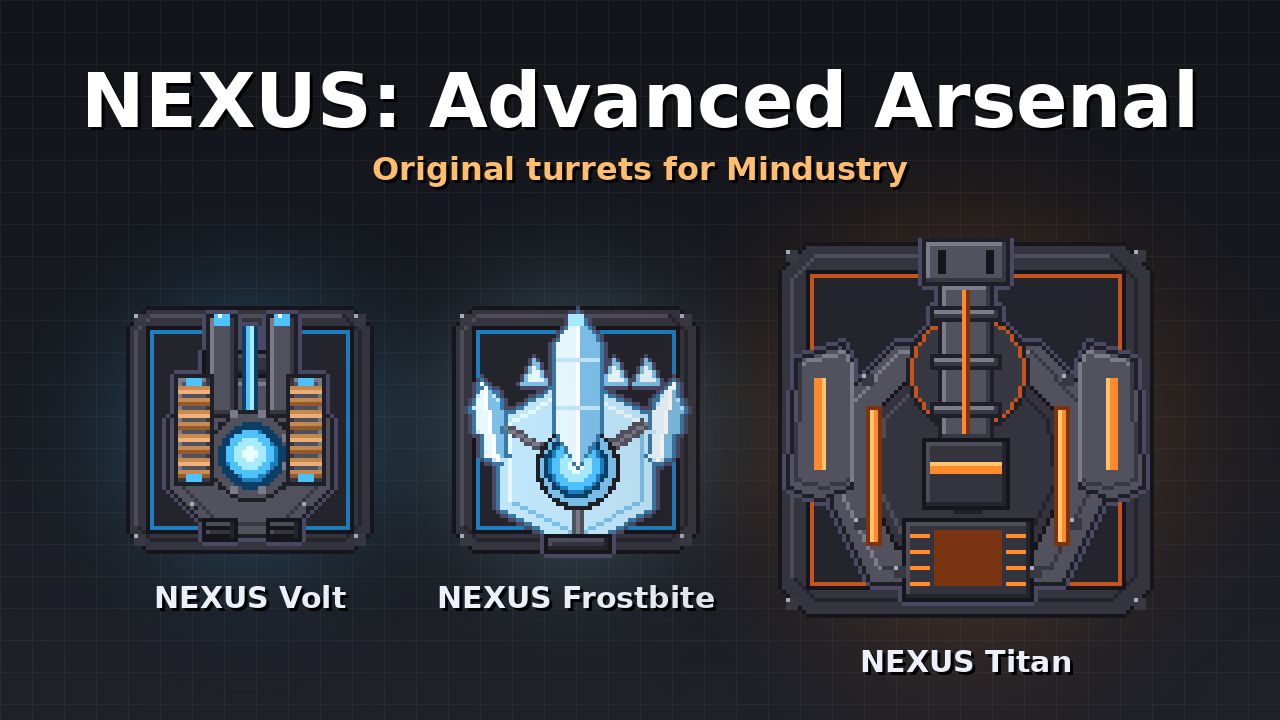 NEXUS: Advanced Arsenal
Original turrets for Mindustry
NEXUS Volt
NEXUS Frostbite
NEXUS Titan